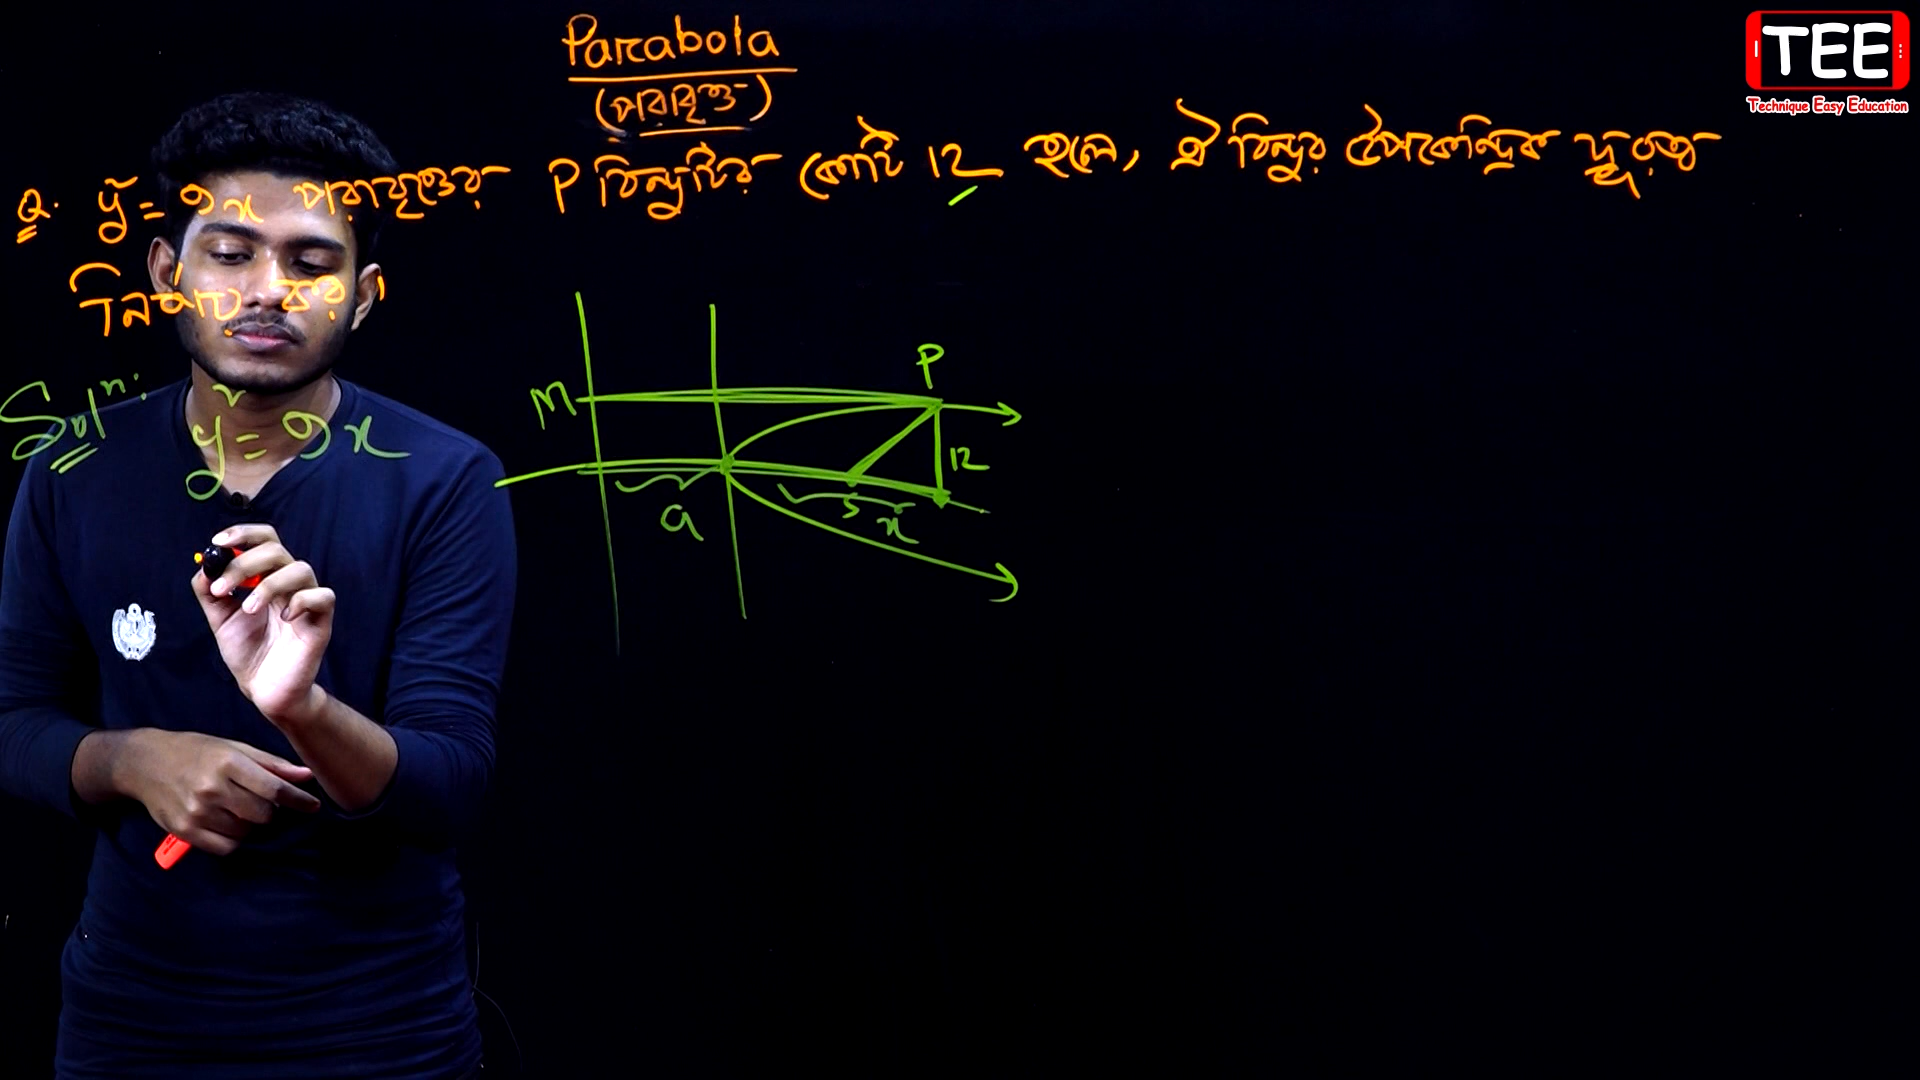 Parabola
(পরাবৃত্ত)
Q. y² = 9x পরাবৃত্তের P বিন্দুটির কোটি 12 হলে, ঐ বিন্দুর উপকেন্দ্রিক দূরত্ব
নির্ণয় কর।
Solⁿ:
y² = 9x
M
P
12
S
a
x
TEE
Technique Easy Education